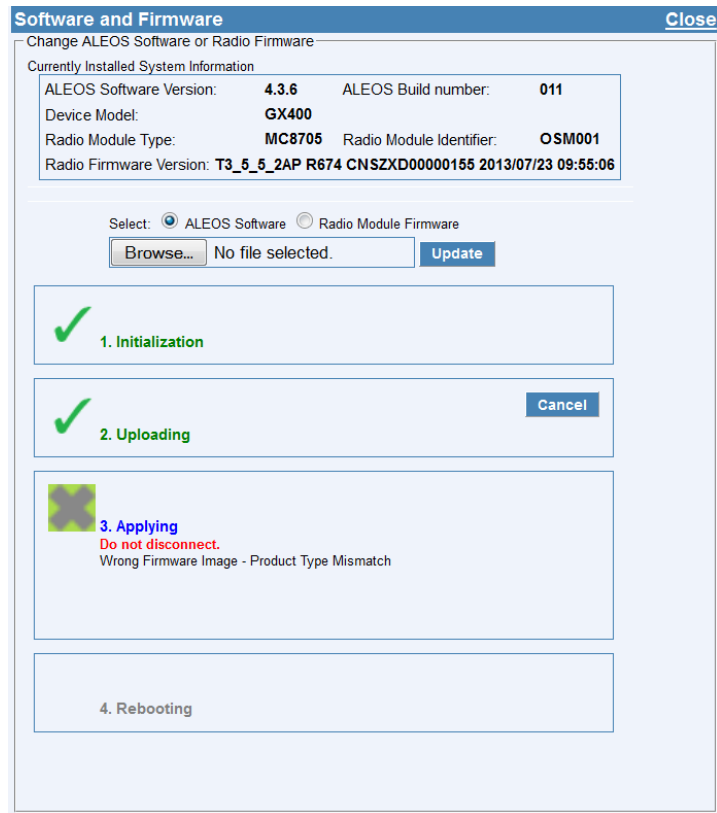 Software and Firmware Close
Change ALEOS Software or Radio Firmware
Currently Installed System Information
ALEOS Software Version: 4.3.6 ALEOS Build number: 011
Device Model: GX400
Radio Module Type: MC8705 Radio Module Identifier: OSM001
Radio Firmware Version: T3_5_5_2AP R674 CNSZXD00000155 2013/07/23 09:55:06
Select: ALEOS Software Radio Module Firmware
Browse... No file selected. Update
1. Initialization
Cancel
2. Uploading
3. Applying
Do not disconnect.
Wrong Firmware Image - Product Type Mismatch
4. Rebooting